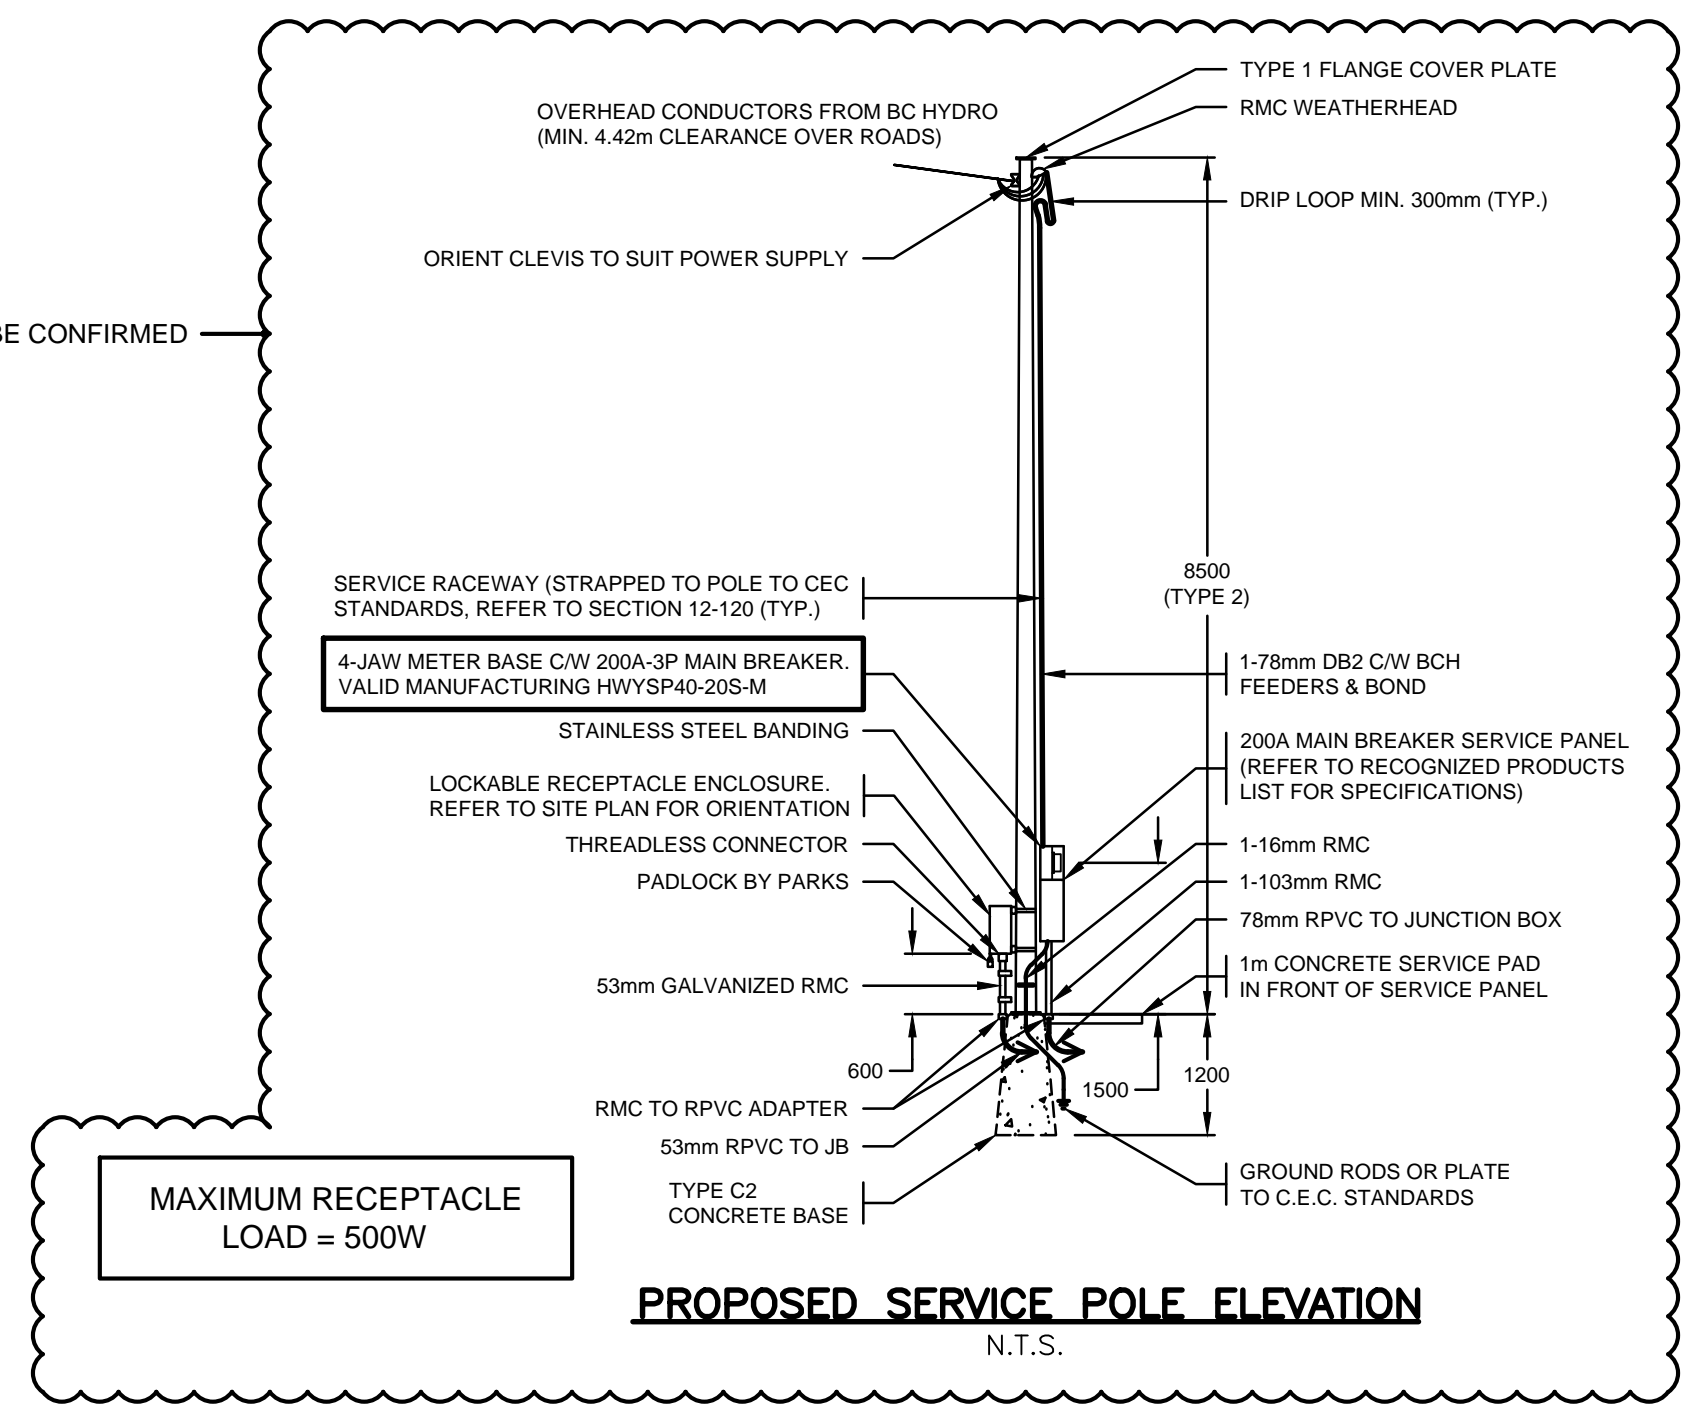 TYPE 1 FLANGE COVER PLATE
OVERHEAD CONDUCTORS FROM BC HYDRO
(MIN. 4.42m CLEARANCE OVER ROADS)
RMC WEATHERHEAD
DRIP LOOP MIN. 300mm (TYP.)
ORIENT CLEVIS TO SUIT POWER SUPPLY
BE CONFIRMED
8500
(TYPE 2)
SERVICE RACEWAY (STRAPPED TO POLE TO CEC
STANDARDS, REFER TO SECTION 12-120 (TYP.)
4-JAW METER BASE C/W 200A-3P MAIN BREAKER.
VALID MANUFACTURING HWYSP40-20S-M
1-78mm DB2 C/W BCH
FEEDERS & BOND
STAINLESS STEEL BANDING
200A MAIN BREAKER SERVICE PANEL
(REFER TO RECOGNIZED PRODUCTS
LIST FOR SPECIFICATIONS)
LOCKABLE RECEPTACLE ENCLOSURE.
REFER TO SITE PLAN FOR ORIENTATION
THREADLESS CONNECTOR
1-16mm RMC
PADLOCK BY PARKS
1-103mm RMC
78mm RPVC TO JUNCTION BOX
53mm GALVANIZED RMC
1m CONCRETE SERVICE PAD
IN FRONT OF SERVICE PANEL
600
1500
1200
RMC TO RPVC ADAPTER
53mm RPVC TO JB
TYPE C2
CONCRETE BASE
GROUND RODS OR PLATE
TO C.E.C. STANDARDS
MAXIMUM RECEPTACLE
LOAD = 500W
PROPOSED SERVICE POLE ELEVATION
N.T.S.